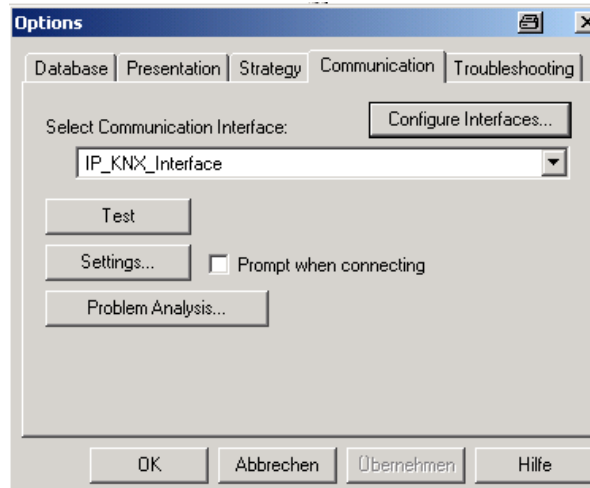 Options
Database Presentation Strategy Communication Troubleshooting
Select Communication Interface: Configure Interfaces...
IP_KNX_Interface
Test
Settings... Prompt when connecting
Problem Analysis...
OK Abbrechen Übernehmen Hilfe